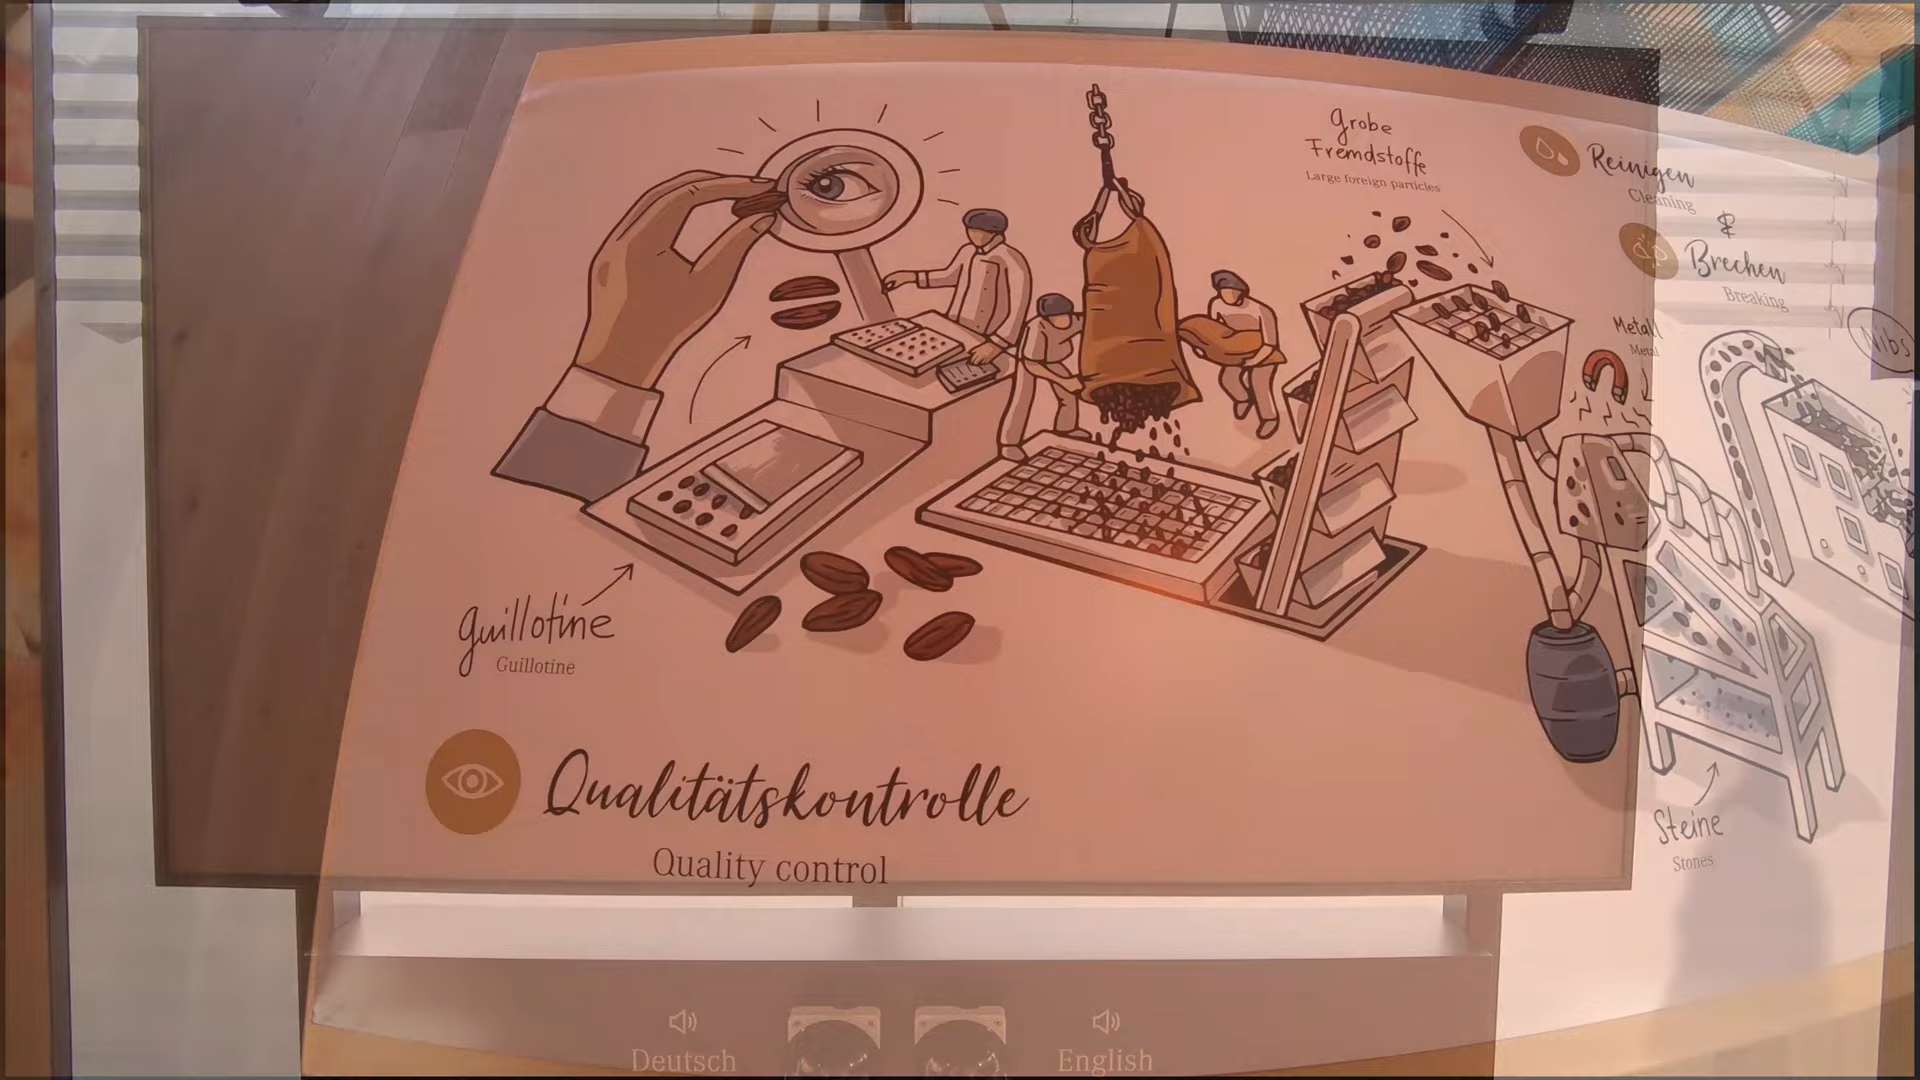 Grobe
Fremdstoffe
Large foreign particles
Reinigen
Cleaning
&
Brechen
Breaking
Metall
Metal
Nibs
Guillotine
Guillotine
Steine
Stones
Qualitätskontrolle
Quality control
Deutsch
English